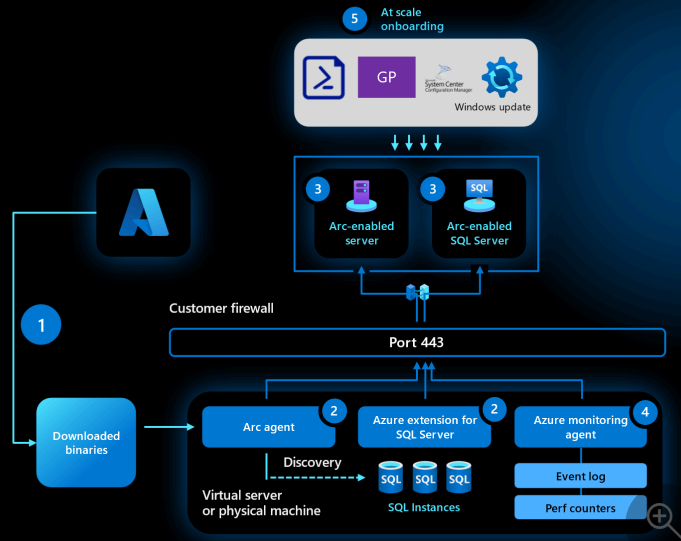 5
At scale
onboarding
GP
System Center
Configuration Manager
Windows update
3
Arc-enabled
server
3
SQL
Arc-enabled
SQL Server
1
Customer firewall
Port 443
Downloaded
binaries
Arc agent
2
Azure extension for
SQL Server
2
Azure monitoring
agent
4
Discovery
SQL
SQL
SQL
SQL Instances
Virtual server
or physical machine
Event log
Perf counters